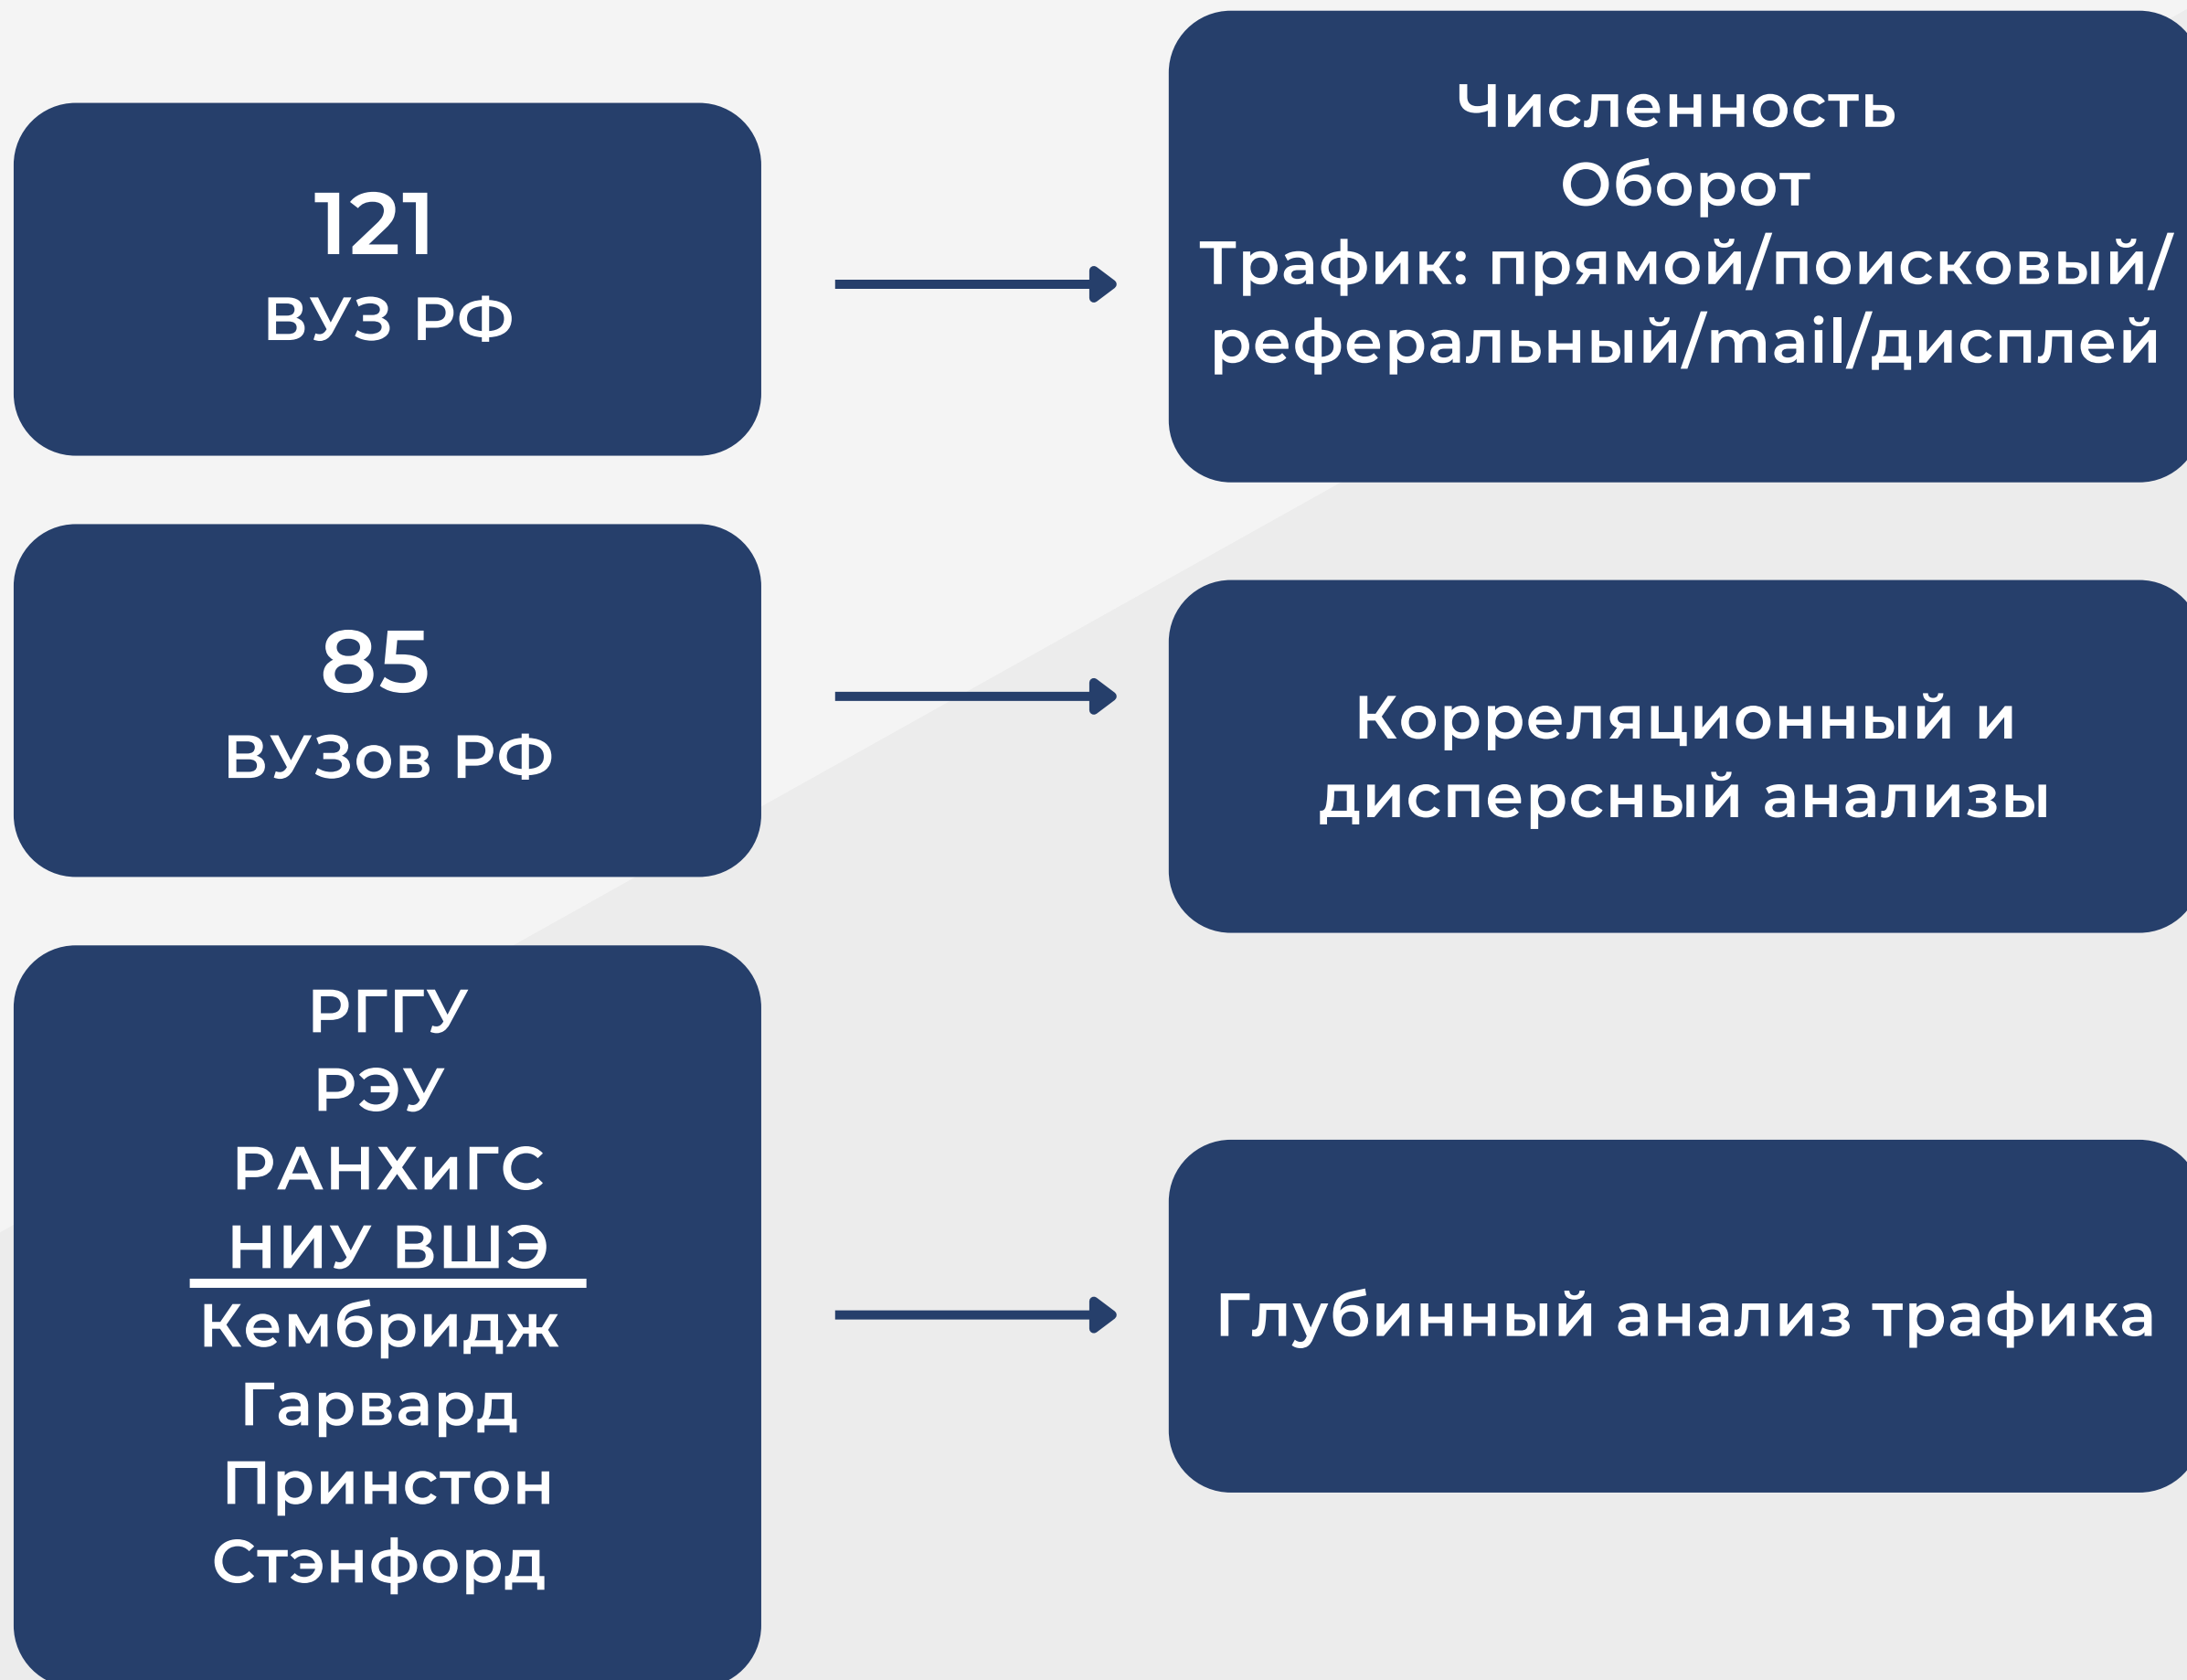 121
ВУЗ РФ
Численность
Оборот
Трафик: прямой/поисковый/
реферальный/mail/дисплей
85
ВУЗов РФ
Корреляционный и
дисперсный анализы
РГГУ
РЭУ
РАНХиГС
НИУ ВШЭ
Кембридж
Гарвард
Принстон
Стэнфорд
Глубинный анализ трафика